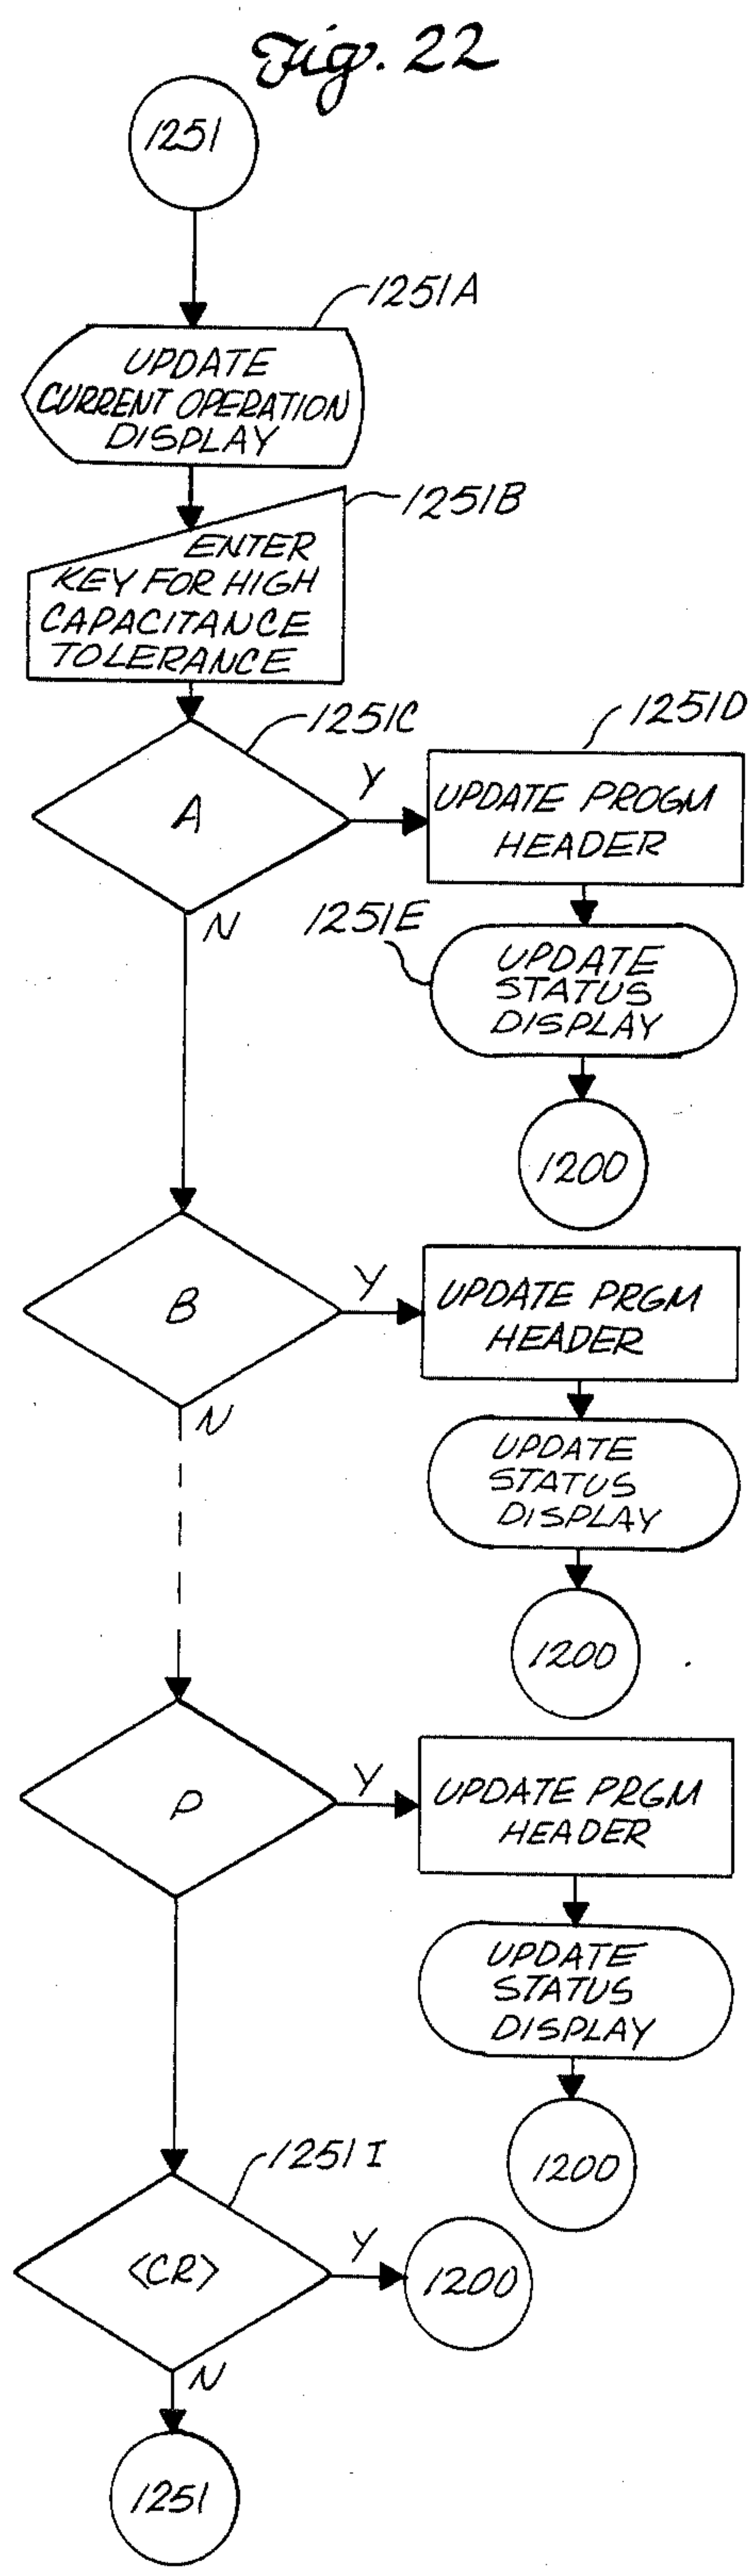 Fig. 22
1251
1251A
UPDATE
CURRENT OPERATION
DISPLAY
1251B
ENTER
KEY FOR HIGH
CAPACITANCE
TOLERANCE
1251C
1251D
A
Y
UPDATE PROGM
HEADER
N
1251E
UPDATE
STATUS
DISPLAY
1200
B
Y
UPDATE PRGM
HEADER
N
UPDATE
STATUS
DISPLAY
1200
P
Y
UPDATE PRGM
HEADER
UPDATE
STATUS
DISPLAY
1200
1251I
<CR>
Y
1200
N
1251